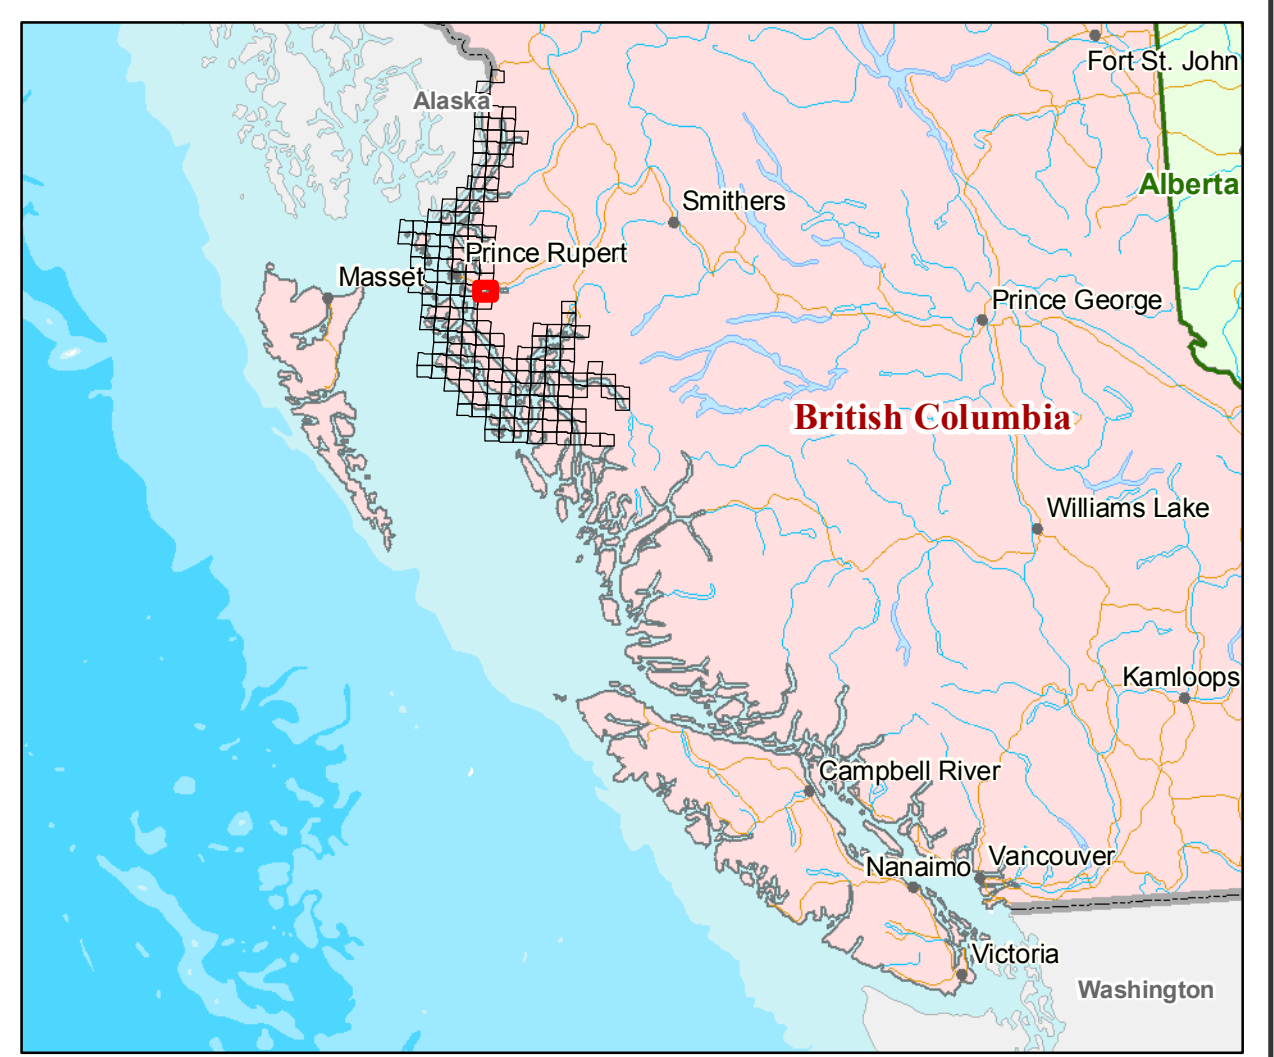 Fort St. John
Alaska
Alberta
Smithers
Prince Rupert
Masset
Prince George
British Columbia
Williams Lake
Kamloops
Campbell River
Vancouver
Nanaimo
Victoria
Washington